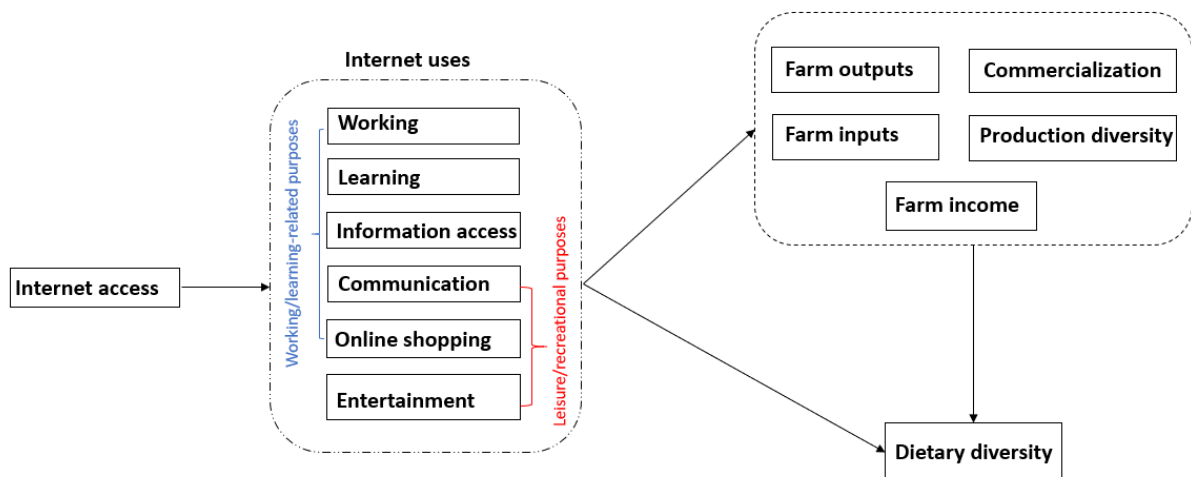 Internet access
Internet uses
Working/learning-related purposes
Working
Learning
Information access
Communication
Online shopping
Entertainment
Leisure/recreational purposes
Farm outputs
Commercialization
Farm inputs
Production diversity
Farm income
Dietary diversity